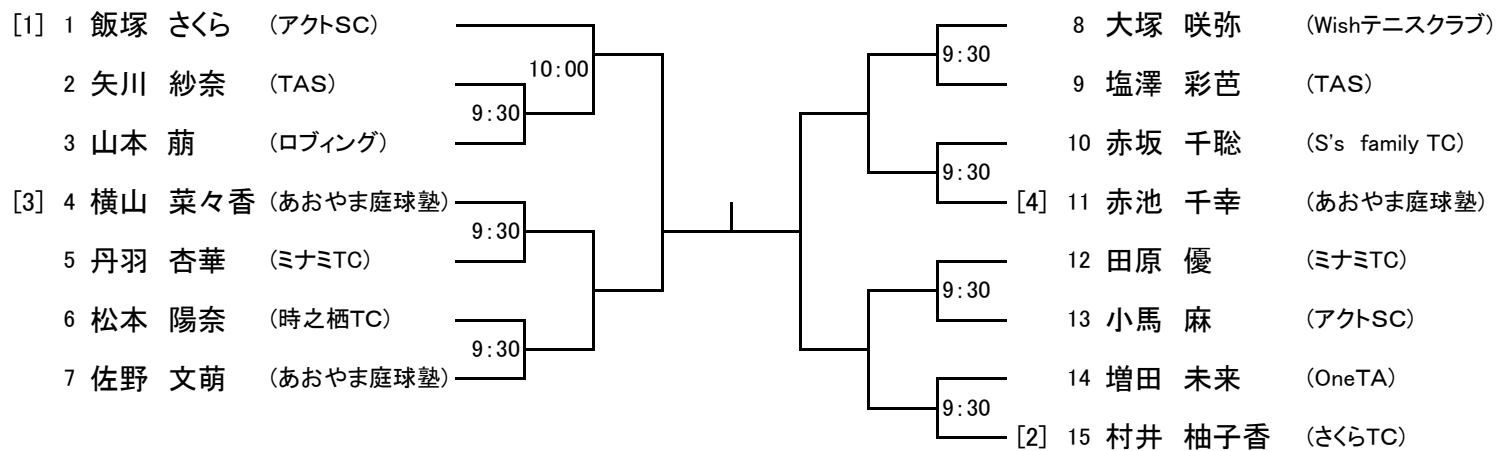 [1] 1 飯塚 さくら (アクトSC)
10:00
2 矢川 紗奈 (TAS)
9:30
3 山本 萠 (ロブィング)
[3] 4 横山 菜々香 (あおやま庭球塾)
9:30
5 丹羽 杏華 (ミナミTC)
6 松本 陽奈 (時之栖TC)
9:30
7 佐野 文萌 (あおやま庭球塾)
8 大塚 咲弥 (Wishテニスクラブ)
9:30
9 塩澤 彩芭 (TAS)
10 赤坂 千聡 (S's family TC)
9:30
[4] 11 赤池 千幸 (あおやま庭球塾)
12 田原 優 (ミナミTC)
9:30
13 小馬 麻 (アクトSC)
14 増田 未来 (OneTA)
9:30
[2] 15 村井 柚子香 (さくらTC)